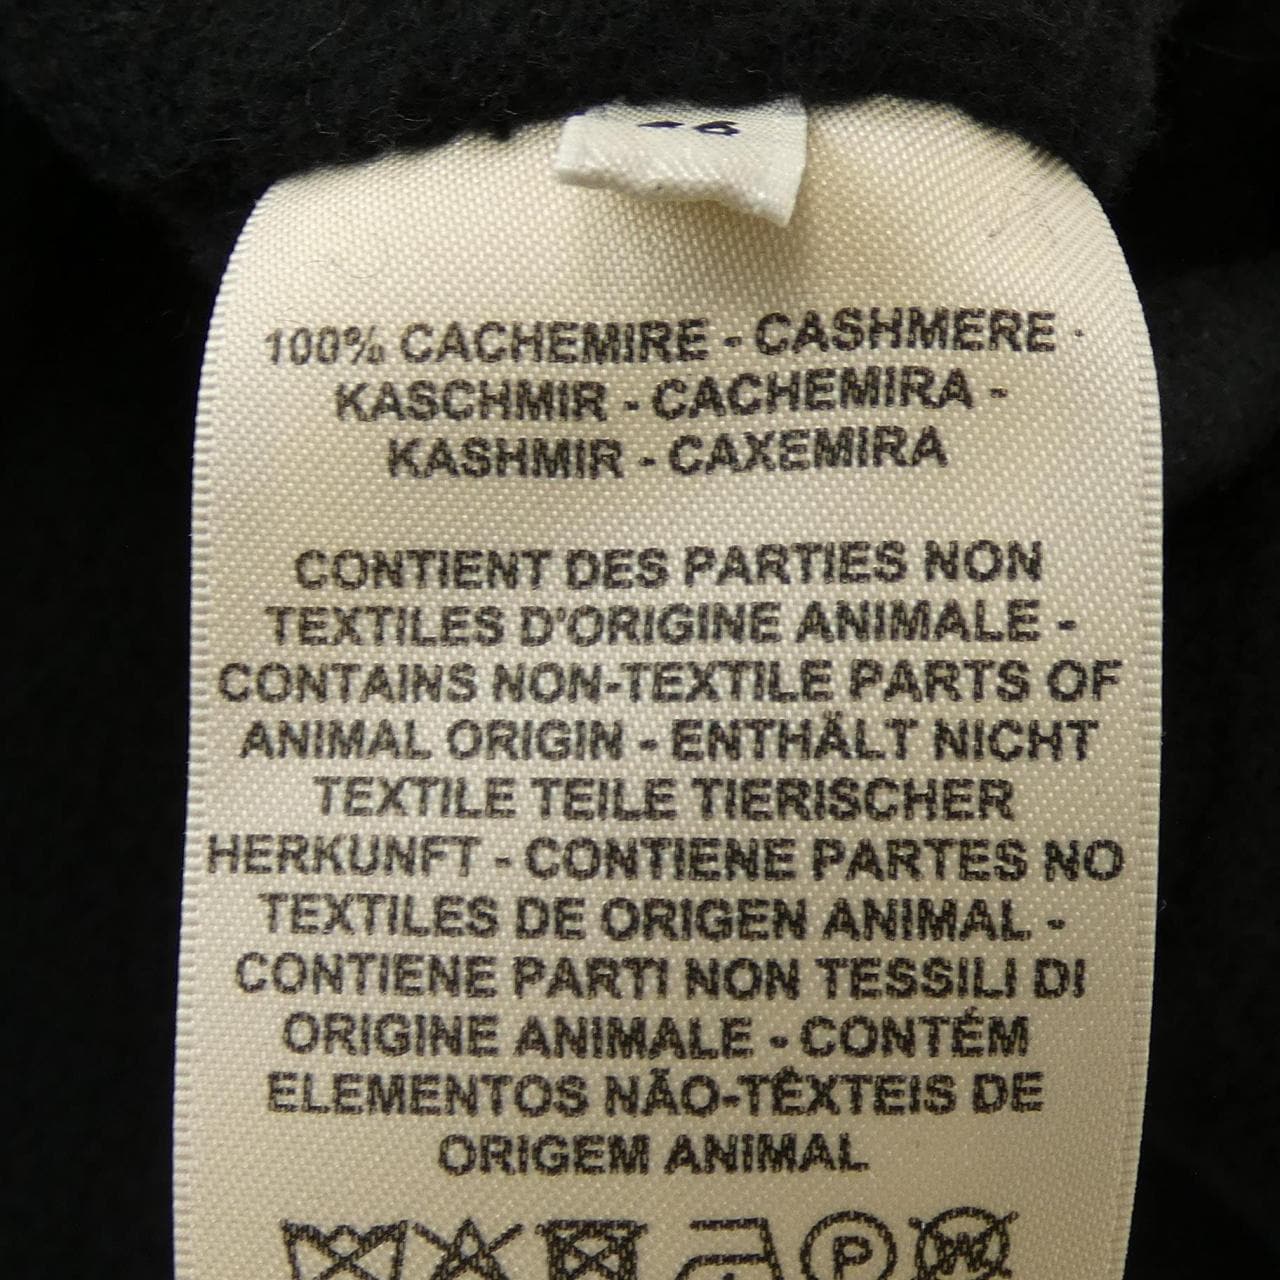 100% CACHEMIRE - CASHMERE -
KASCHMIR - CACHEMIRA -
KASHMIR - CAXEMIRA
CONTIENT DES PARTIES NON
TEXTILES D'ORIGINE ANIMALE -
CONTAINS NON-TEXTILE PARTS OF
ANIMAL ORIGIN - ENTHÄLT NICHT
TEXTILE TEILE TIERISCHER
HERKUNFT - CONTIENE PARTES NO
TEXTILES DE ORIGEN ANIMAL -
CONTIENE PARTI NON TESSILI DI
ORIGINE ANIMALE - CONTÉM
ELEMENTOS NÃO-TÊXTEIS DE
ORIGEM ANIMAL
P W